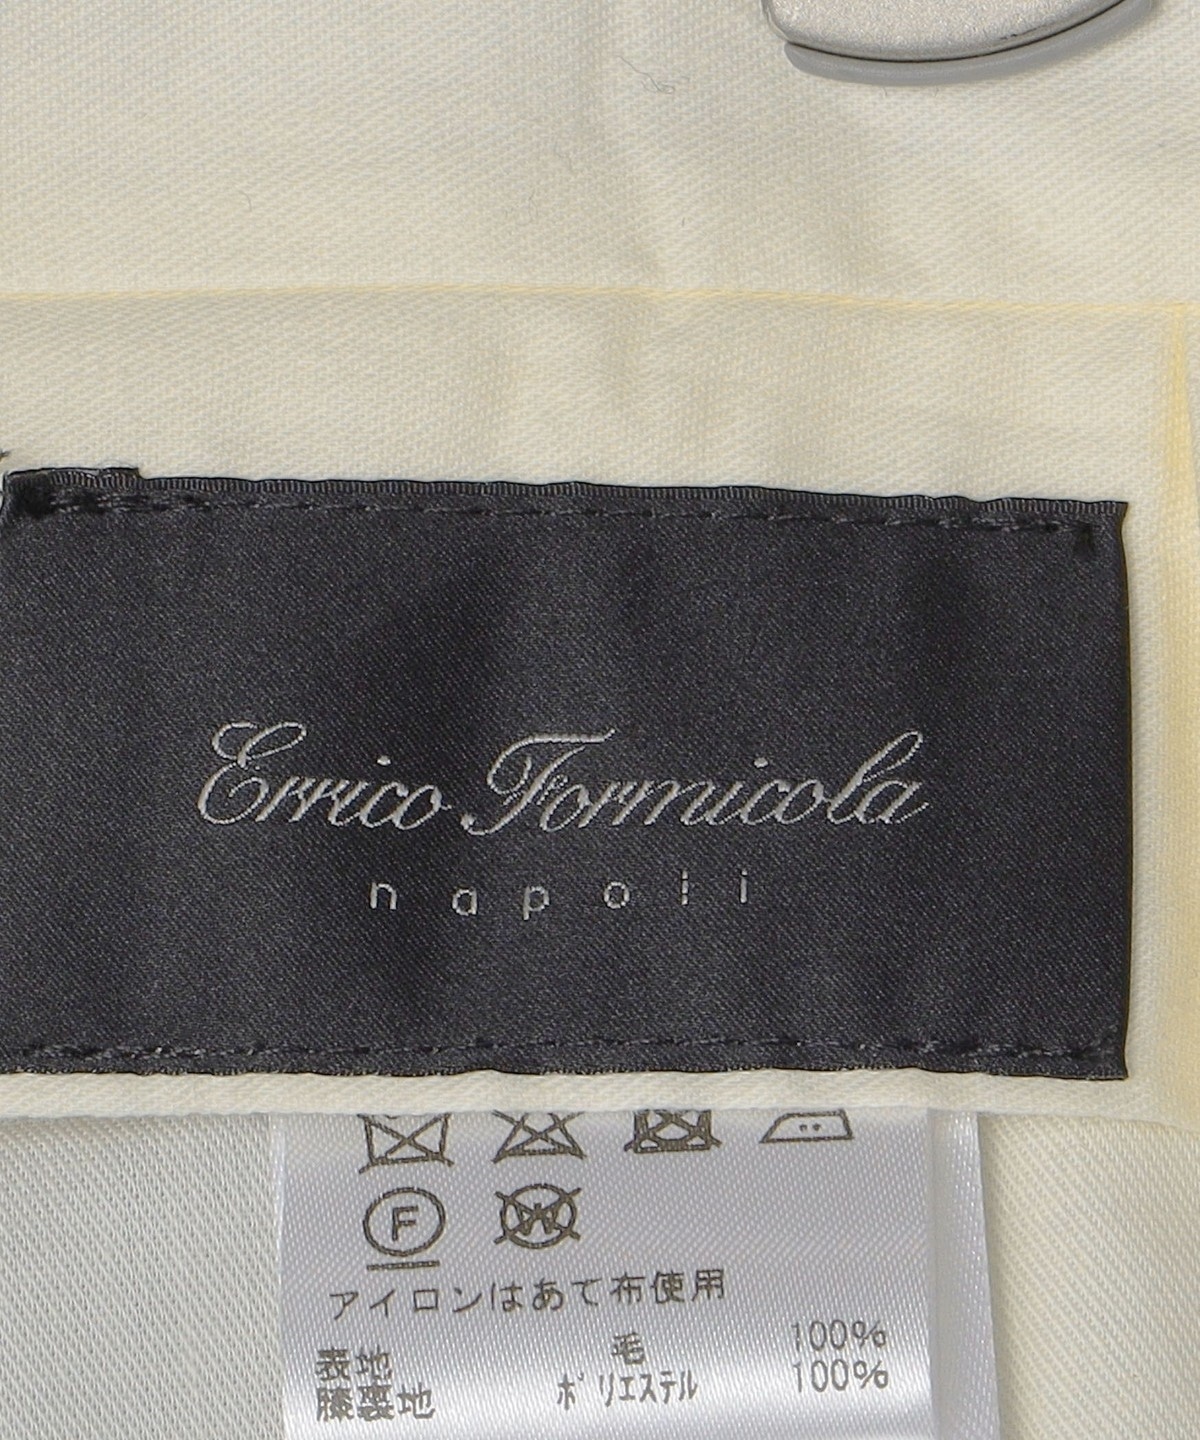 Errico Formicola
napoli
F
W
アイロンはあて布使用
表地 毛 100%
膝裏地 ポリエステル 100%